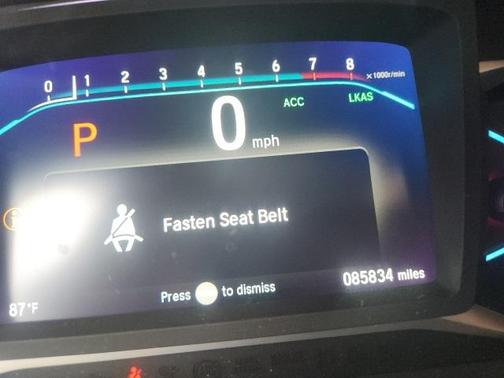 0 1 2 3 4 5 6 7 8 ×1000r/min
ACC LKAS
P 0 mph
Fasten Seat Belt
Press to dismiss
085834 miles
87°F